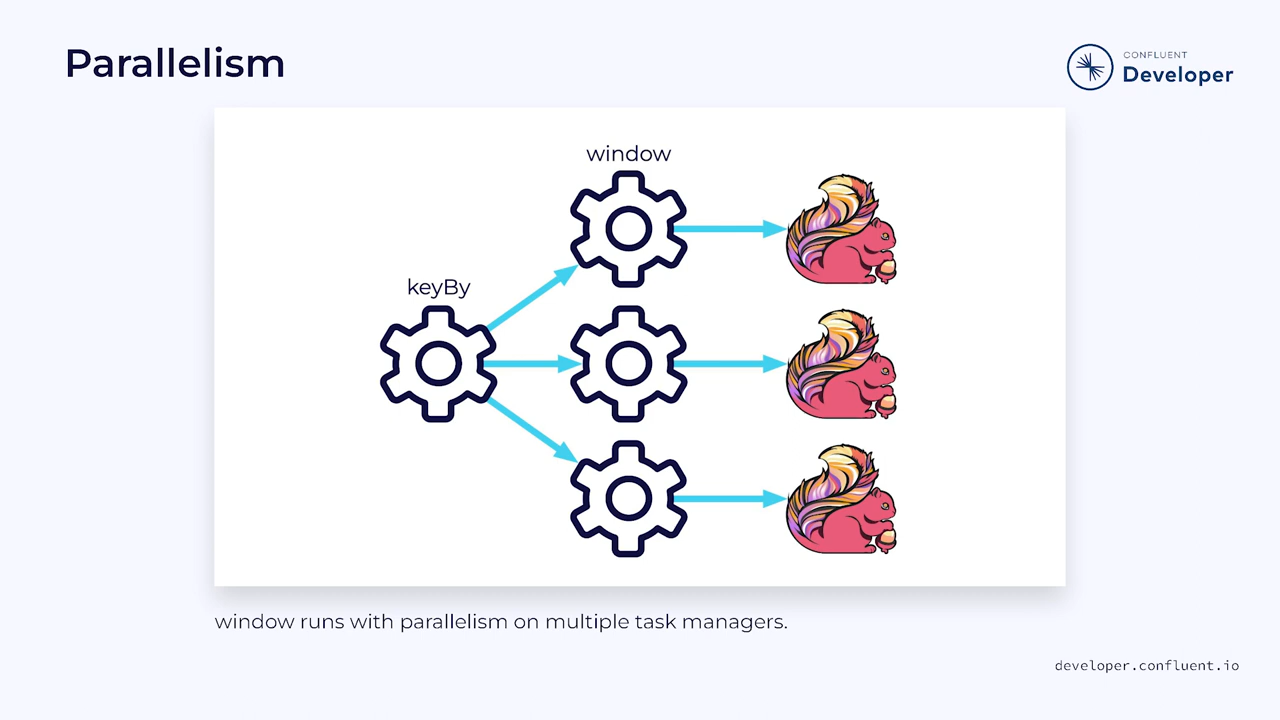 Parallelism
CONFLUENT
Developer
window
keyBy
window runs with parallelism on multiple task managers.
developer.confluent.io